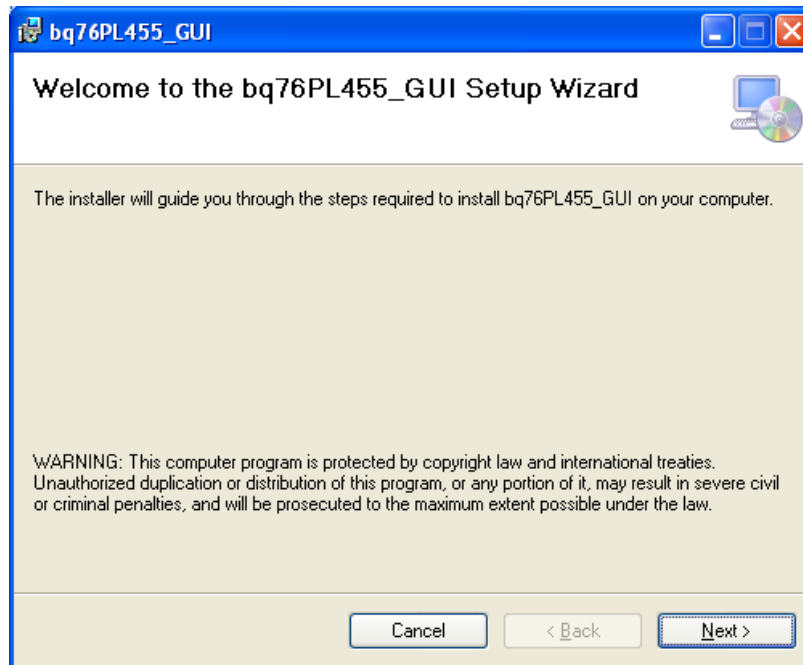 bq76PL455_GUI
Welcome to the bq76PL455_GUI Setup Wizard
The installer will guide you through the steps required to install bq76PL455_GUI on your computer.
WARNING: This computer program is protected by copyright law and international treaties.
Unauthorized duplication or distribution of this program, or any portion of it, may result in severe civil
or criminal penalties, and will be prosecuted to the maximum extent possible under the law.
Cancel
< Back
Next >